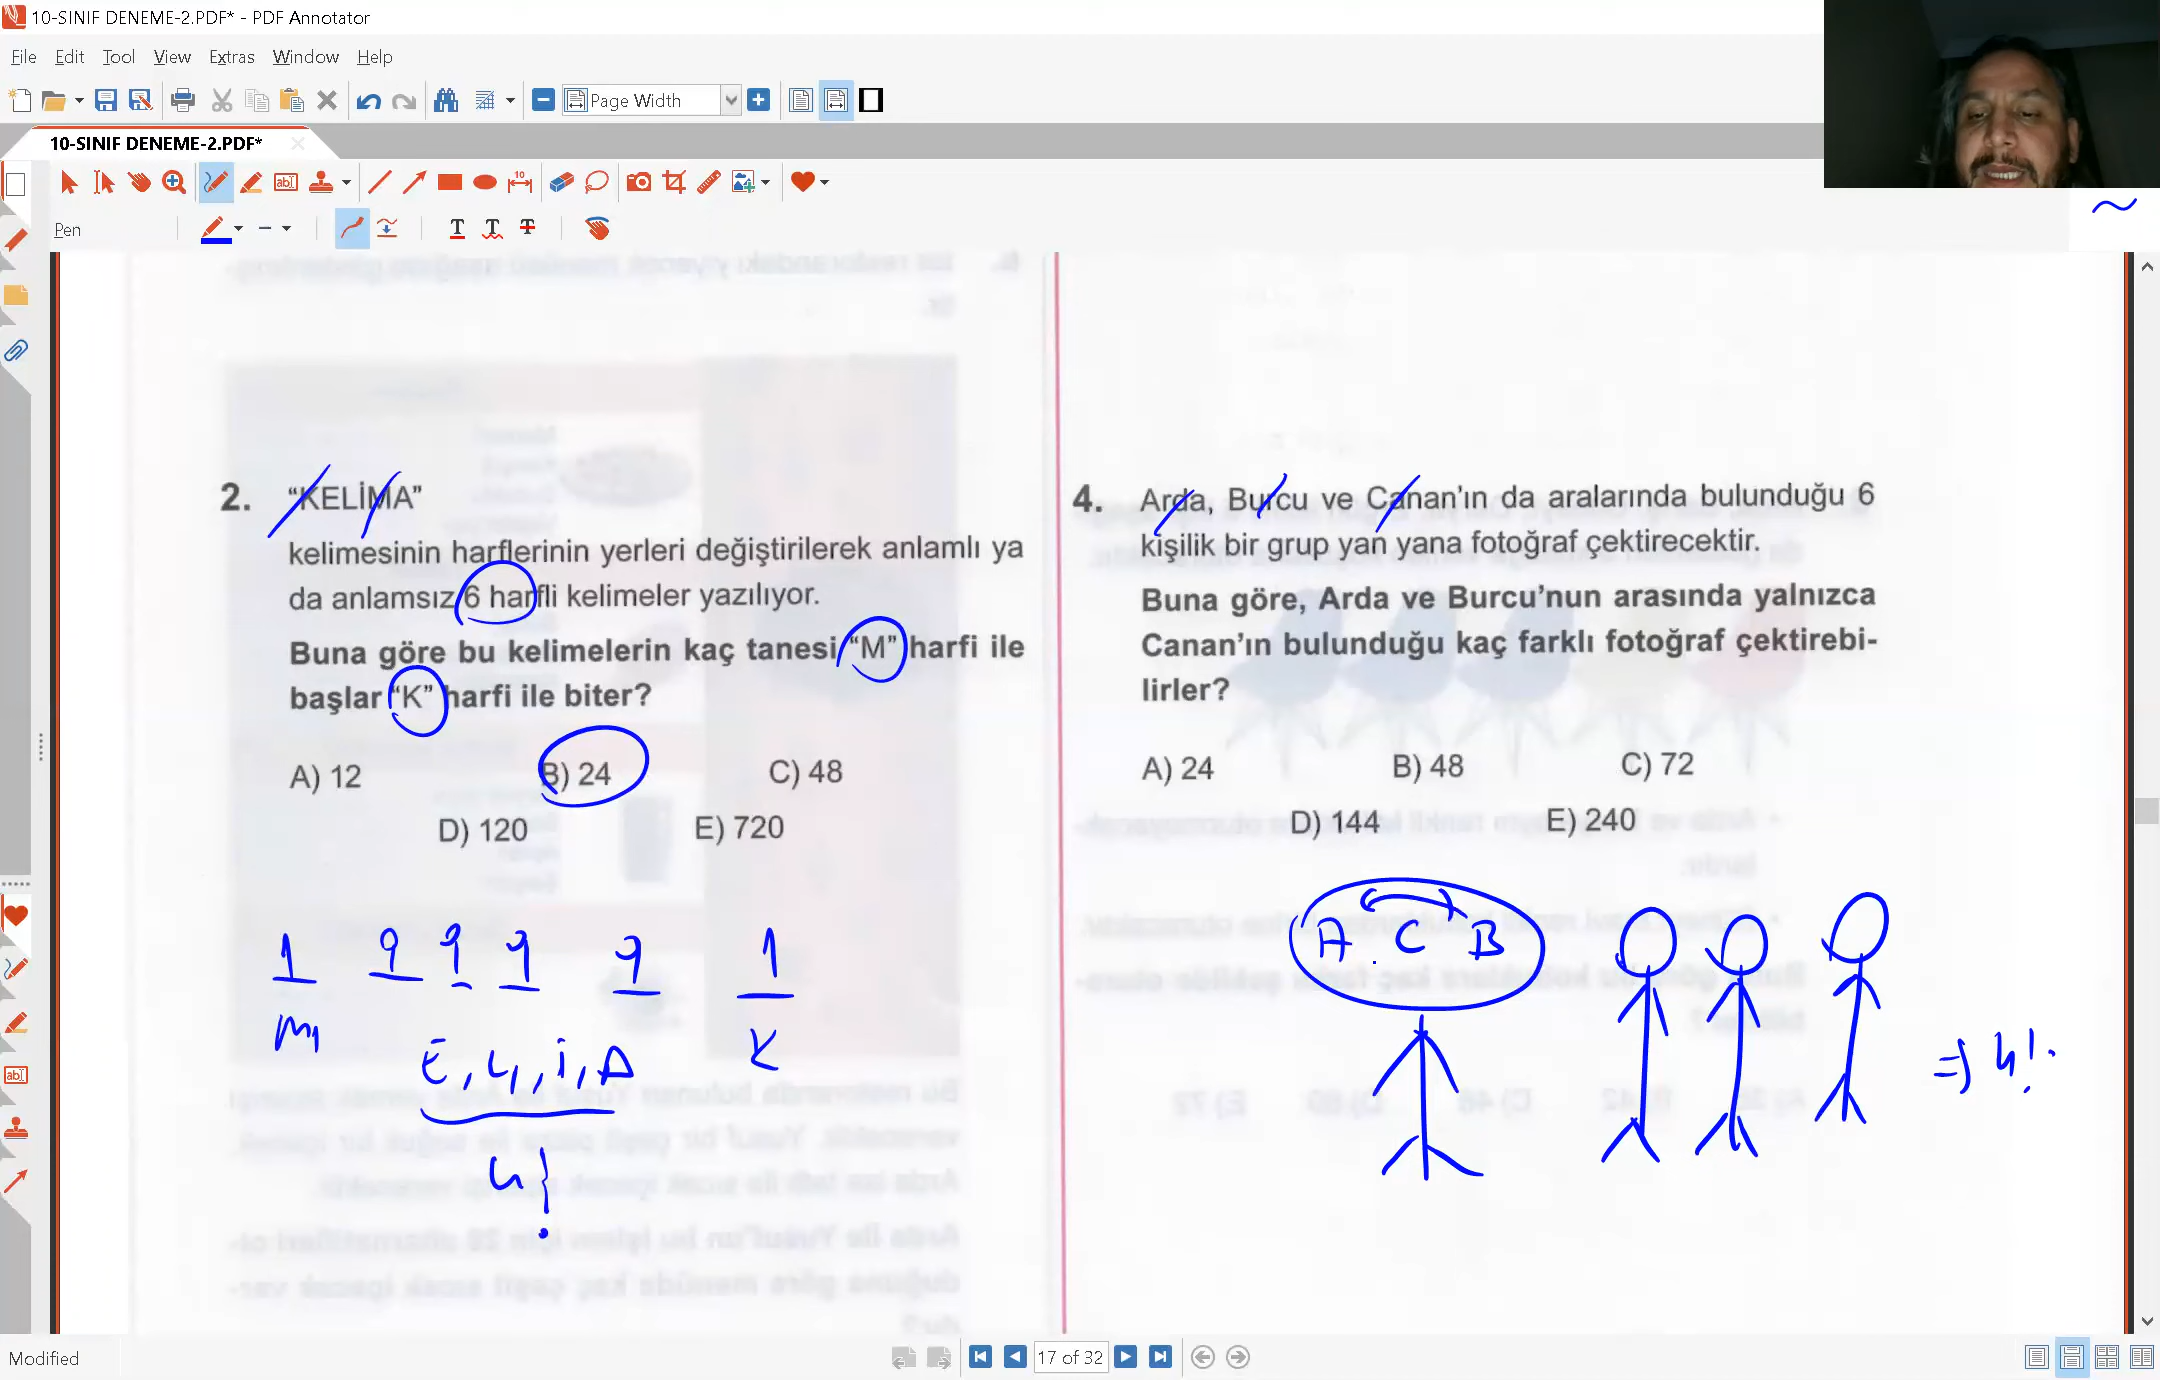 10-SINIF DENEME-2.PDF* - PDF Annotator
File Edit Tool View Extras Window Help
Page Width
10-SINIF DENEME-2.PDF*
Pen
2. “KELİMA”
kelimesinin harflerinin yerleri değiştirilerek anlamlı ya
da anlamsız 6 harfli kelimeler yazılıyor.
Buna göre bu kelimelerin kaç tanesi “M” harfi ile
başlar “K” harfi ile biter?
A) 12 B) 24 C) 48
D) 120 E) 720
1 1
M K
E, L, İ, A
4!
4. Arda, Burcu ve Canan’ın da aralarında bulunduğu 6
kişilik bir grup yan yana fotoğraf çektirecektir.
Buna göre, Arda ve Burcu’nun arasında yalnızca
Canan’ın bulunduğu kaç farklı fotoğraf çektirebi-
lirler?
A) 24 B) 48 C) 72
D) 144 E) 240
A C B
⇒ 4! .
Modified
17 of 32